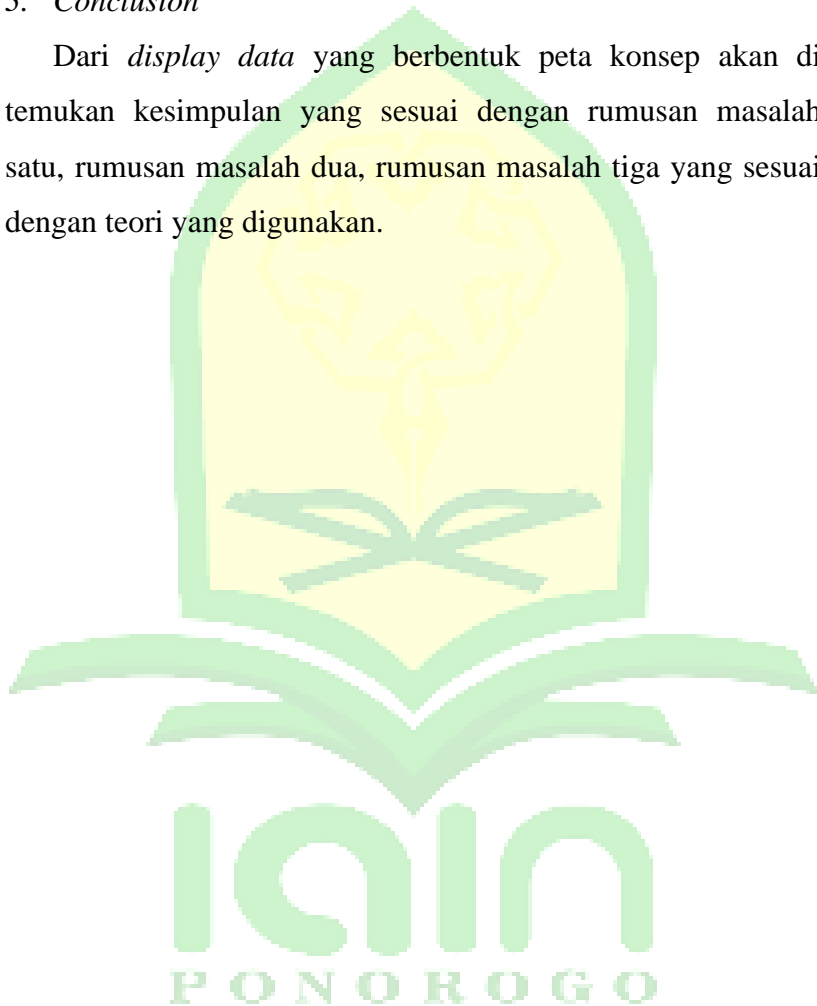 Conclusion
Dari display data yang berbentuk peta konsep akan di
temukan kesimpulan yang sesuai dengan rumusan masalah
satu, rumusan masalah dua, rumusan masalah tiga yang sesuai
dengan teori yang digunakan.
iain
PONOROGO